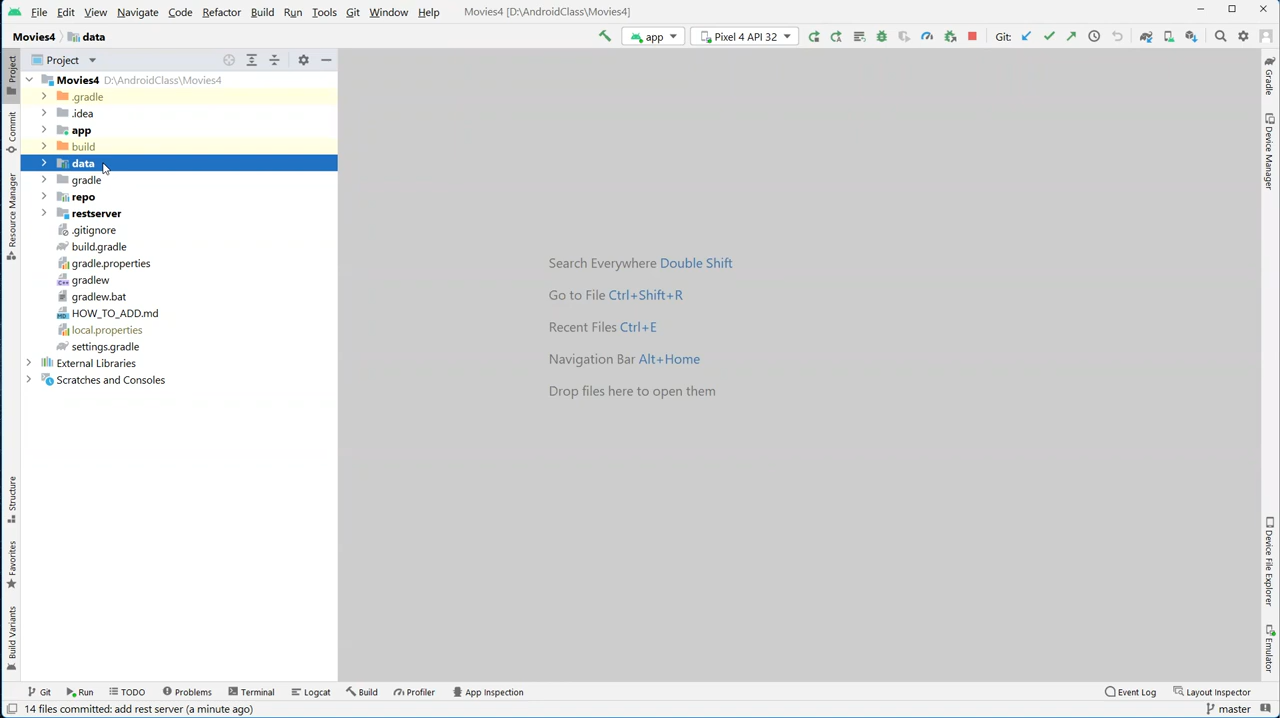 File Edit View Navigate Code Refactor Build Run Tools Git Window Help Movies4 [D:\AndroidClass\Movies4]
Movies4 data app Pixel 4 API 32 Git:
Project
Movies4 D:\AndroidClass\Movies4
.gradle
.idea
app
build
data
gradle
repo
restserver
.gitignore
build.gradle
gradle.properties
gradlew
gradlew.bat
HOW_TO_ADD.md
local.properties
settings.gradle
External Libraries
Scratches and Consoles
Project
Commit
Resource Manager
Structure
Favorites
Build Variants
Search Everywhere Double Shift
Go to File Ctrl+Shift+R
Recent Files Ctrl+E
Navigation Bar Alt+Home
Drop files here to open them
Gradle
Device Manager
Device File Explorer
Emulator
Git Run TODO Problems Terminal Logcat Build Profiler App Inspection Event Log Layout Inspector
14 files committed: add rest server (a minute ago) master